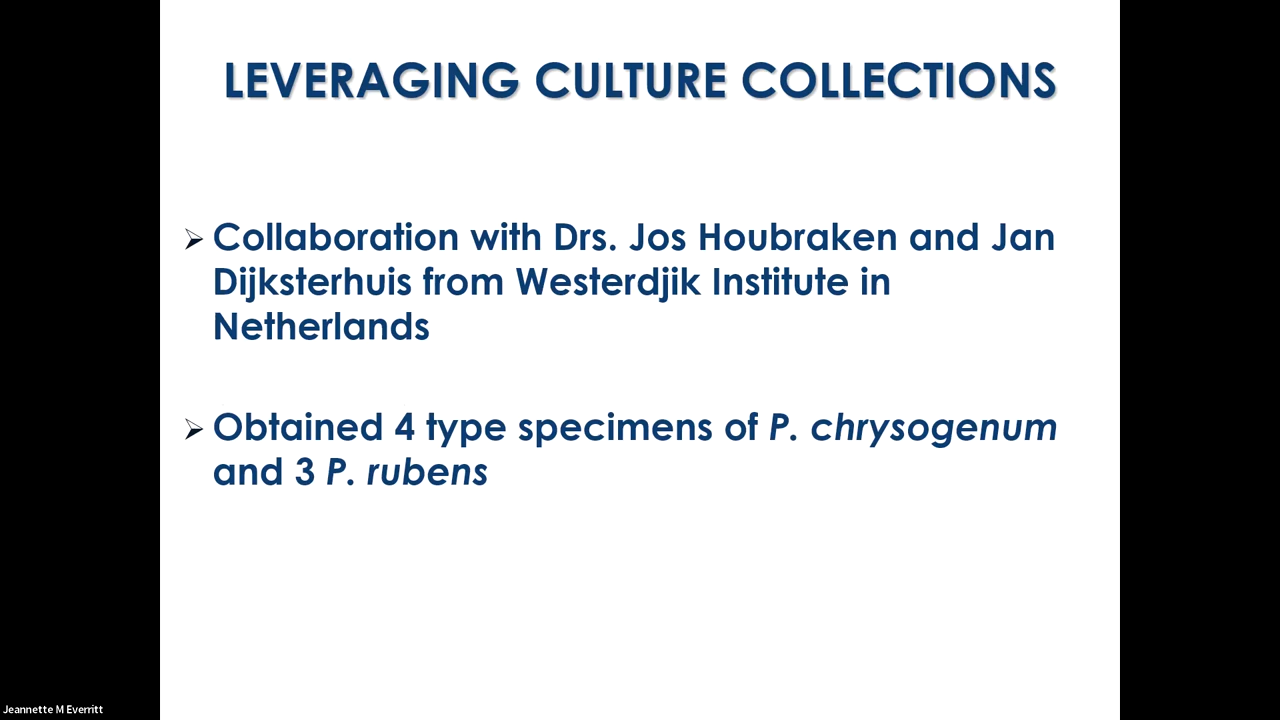 LEVERAGING CULTURE COLLECTIONS
➢ Collaboration with Drs. Jos Houbraken and Jan
Dijksterhuis from Westerdjik Institute in
Netherlands
➢ Obtained 4 type specimens of P. chrysogenum
and 3 P. rubens
Jeannette M Everritt